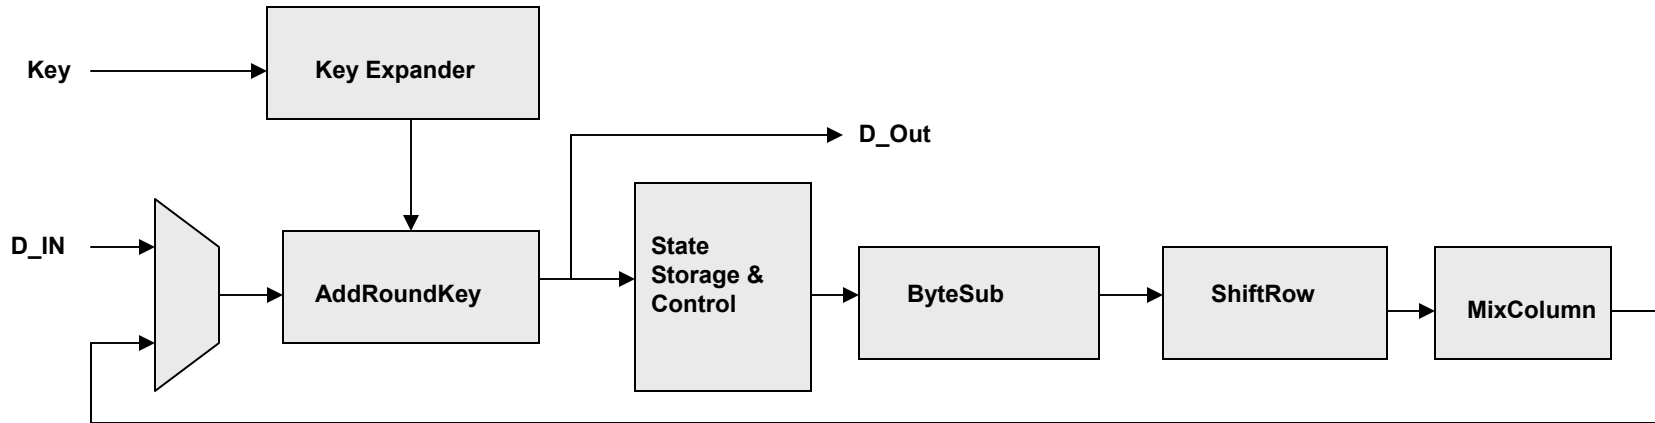 Key
Key Expander
D_Out
D_IN
AddRoundKey
State
Storage &
Control
ByteSub
ShiftRow
MixColumn